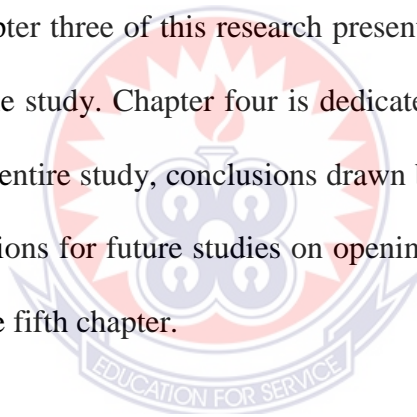 pter three of this research present
e study. Chapter four is dedicate
entire study, conclusions drawn
ions for future studies on openin
e fifth chapter.
EDUCATION FOR SERVICE